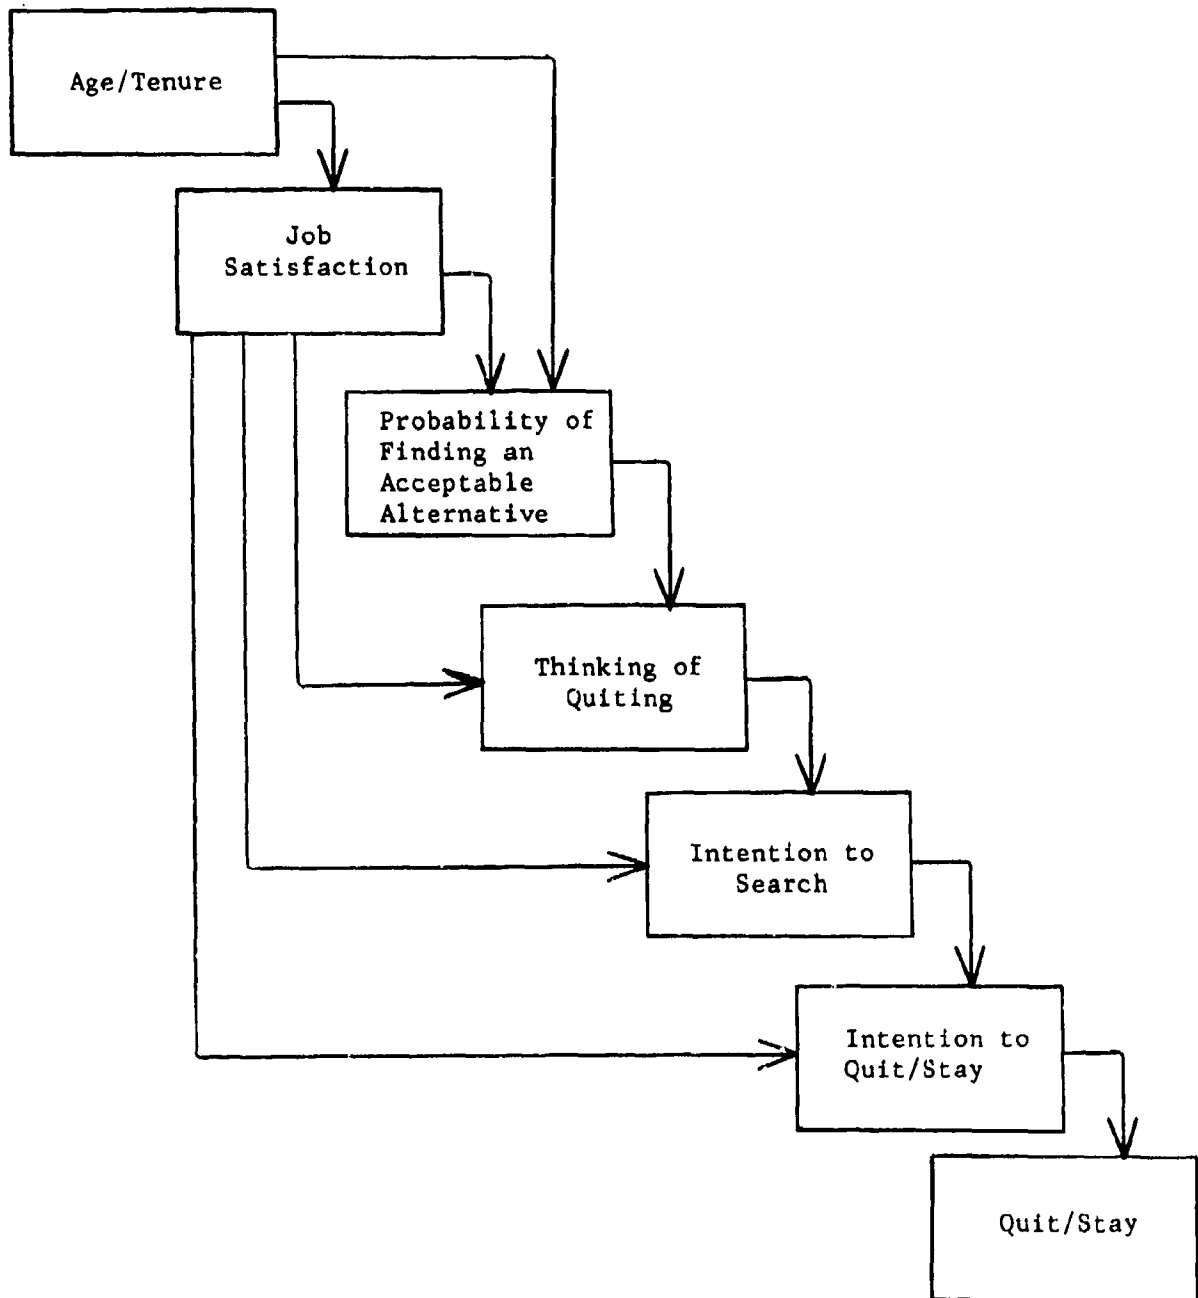 Age/Tenure
Job
Satisfaction
Probability of
Finding an
Acceptable
Alternative
Thinking of
Quiting
Intention to
Search
Intention to
Quit/Stay
Quit/Stay